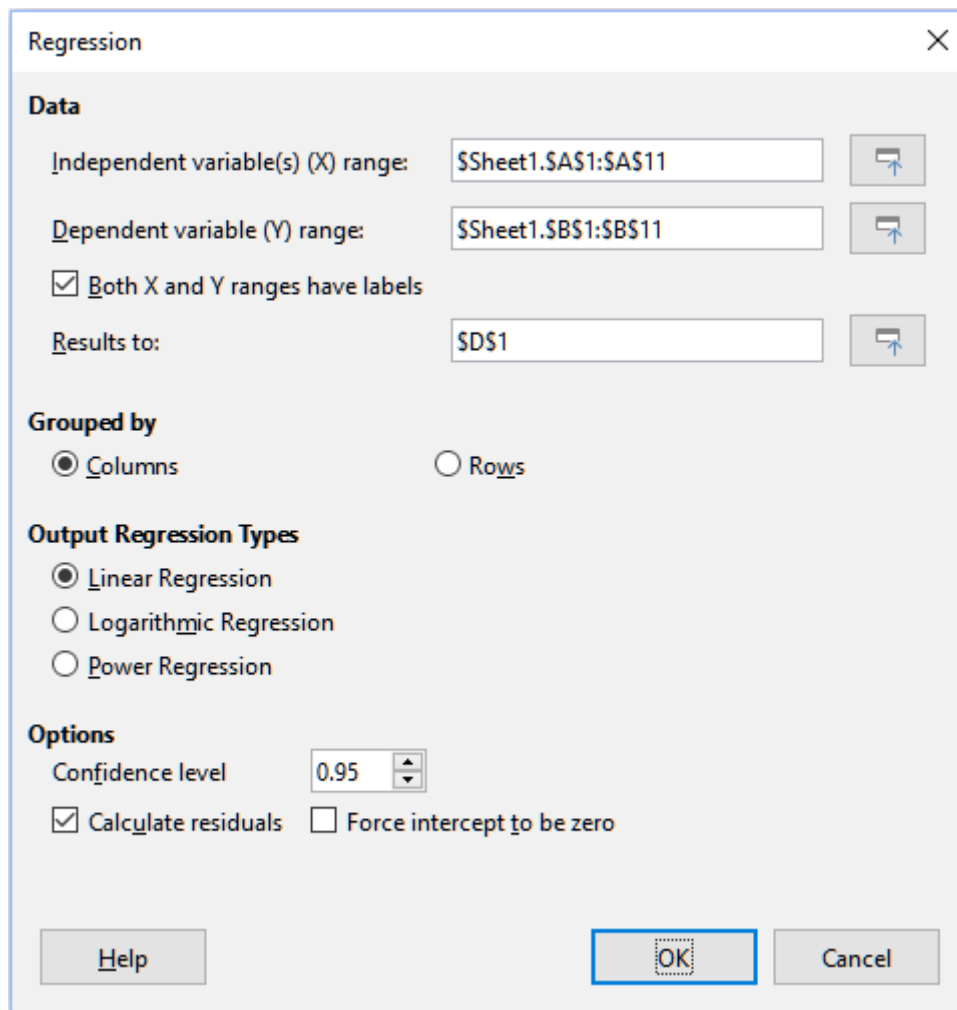 Regression
Data
Independent variable(s) (X) range: $Sheet1.$A$1:$A$11
Dependent variable (Y) range: $Sheet1.$B$1:$B$11
Both X and Y ranges have labels
Results to: $D$1
Grouped by
Columns Rows
Output Regression Types
Linear Regression
Logarithmic Regression
Power Regression
Options
Confidence level 0.95
Calculate residuals Force intercept to be zero
Help OK Cancel